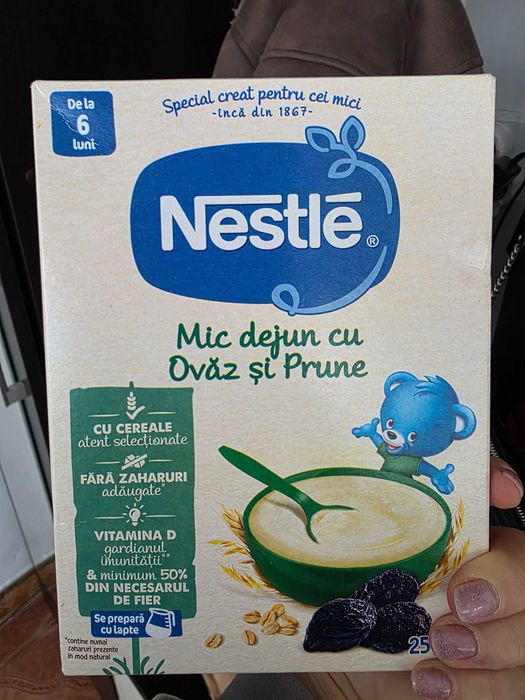 De la
6
luni
Special creat pentru cei mici
-încă din 1867-
Nestlé®
Mic dejun cu
Ovăz și Prune
CU CEREALE
atent selecționate
FĂRĂ ZAHARURI
adăugate*
VITAMINA D
gardianul
imunității**
& minimum 50%
DIN NECESARUL
DE FIER
Se prepară
cu lapte
*conține numai
zaharuri prezente
în mod natural
25